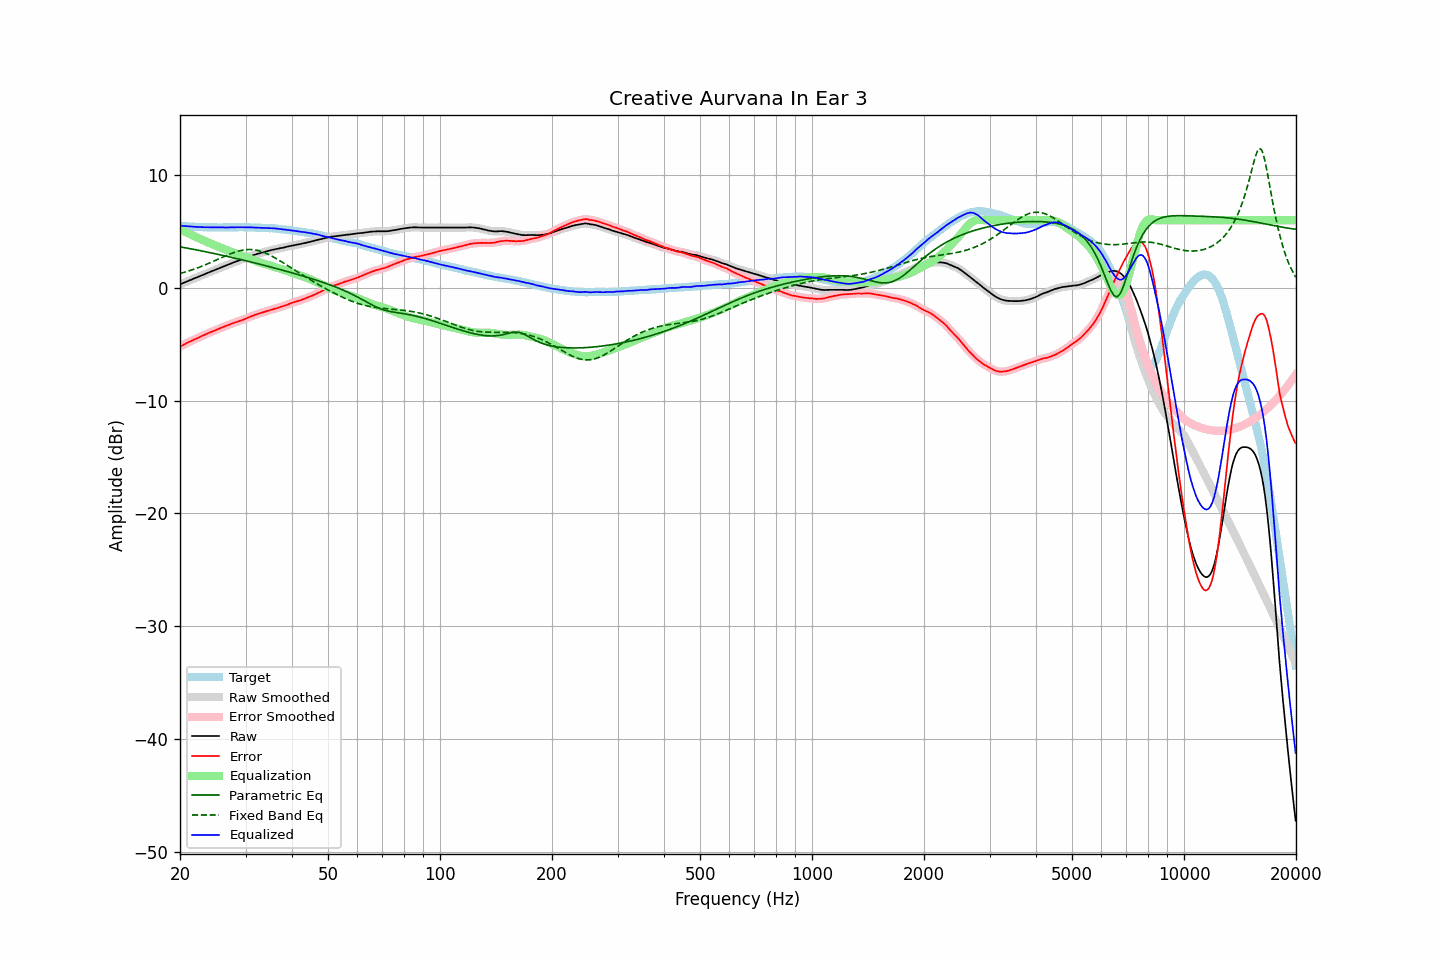 Creative Aurvana In Ear 3
10
0
−10
−20
−30
−40
−50
Amplitude (dBr)
Target
Raw Smoothed
Error Smoothed
Raw
Error
Equalization
Parametric Eq
Fixed Band Eq
Equalized
20 50 100 200 500 1000 2000 5000 10000 20000
Frequency (Hz)